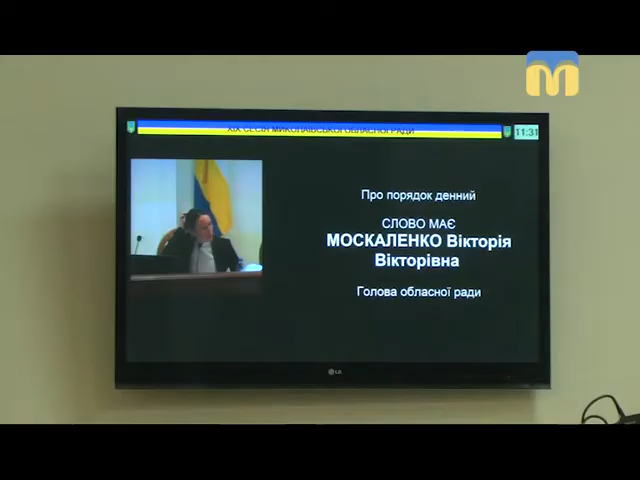 XIX СЕСІЯ МИКОЛАЇВСЬКОЇ ОБЛАСНОЇ РАДИ
11:31
Про порядок денний
СЛОВО МАЄ
МОСКАЛЕНКО Вікторія
Вікторівна
Голова обласної ради
LG